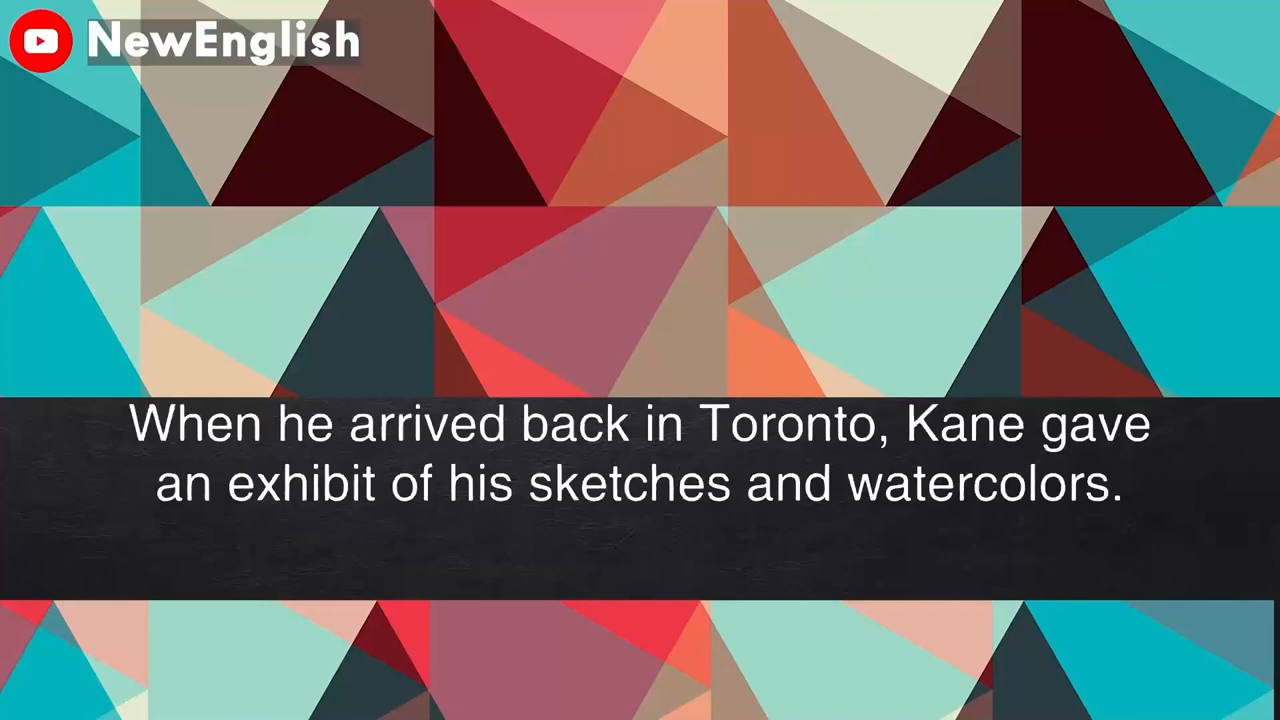 NewEnglish
When he arrived back in Toronto, Kane gave
an exhibit of his sketches and watercolors.